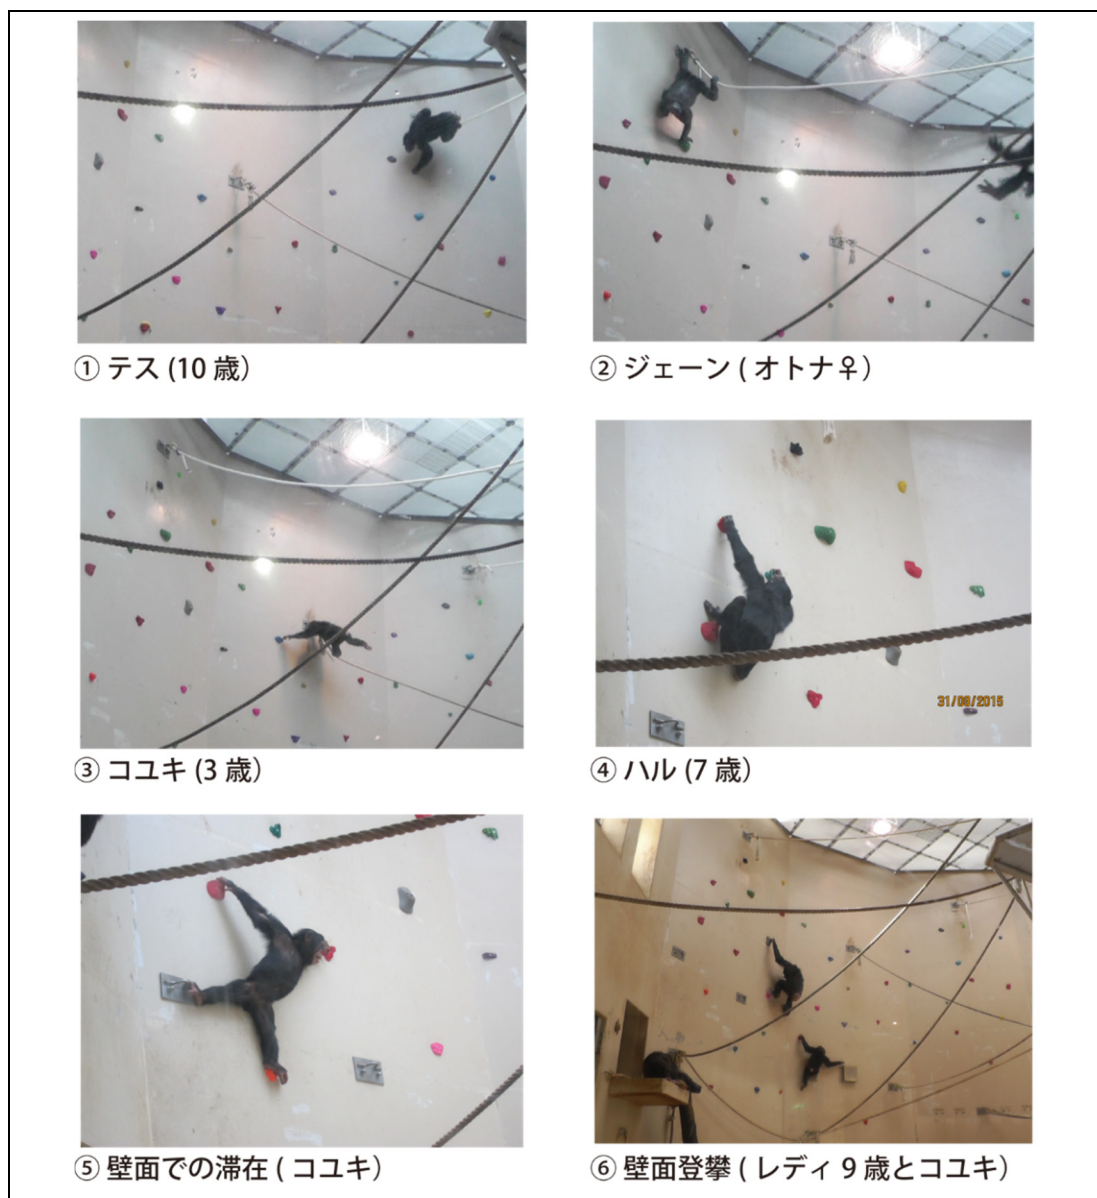 ① テス (10 歳)
② ジェーン ( オトナ♀)
③ コユキ (3 歳)
31/08/2015
④ ハル (7 歳)
⑤ 壁面での滞在 ( コユキ)
⑥ 壁面登攀 ( レディ 9 歳とコユキ)